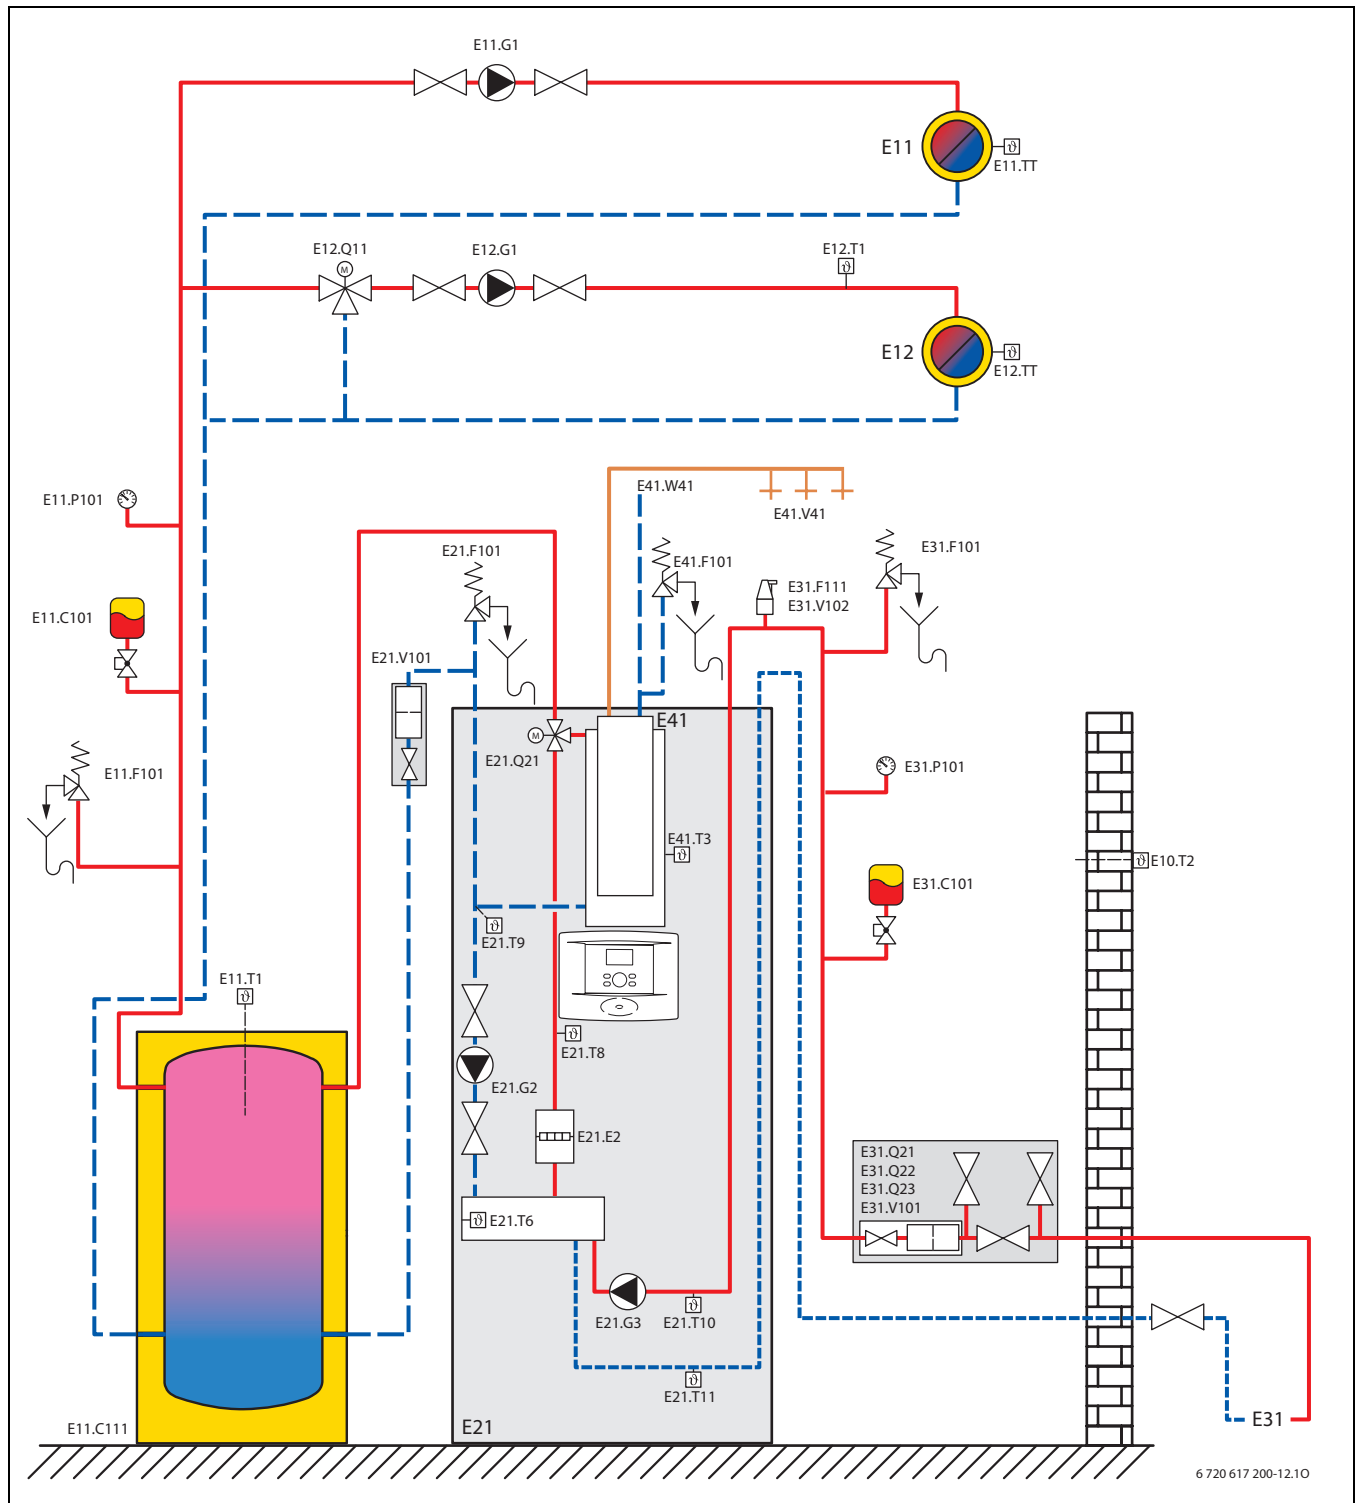 E11.G1
E11
ϑ
E11.TT
E12.Q11
M
E12.G1
E12.T1
ϑ
E12
ϑ
E12.TT
E11.P101
E41.W41
E41.V41
E21.F101
E41.F101
E31.F101
E31.F111
E31.V102
E11.C101
E21.V101
E41
M
E21.Q21
E11.F101
E31.P101
E41.T3
ϑ
ϑ
E10.T2
E31.C101
ϑ
E21.T9
E11.T1
ϑ
ϑ
E21.T8
E21.G2
E21.E2
E31.Q21
E31.Q22
E31.Q23
E31.V101
ϑ
E21.T6
E21.G3
ϑ
E21.T10
ϑ
E21.T11
E11.C111
E21
E31
6 720 617 200-12.1O